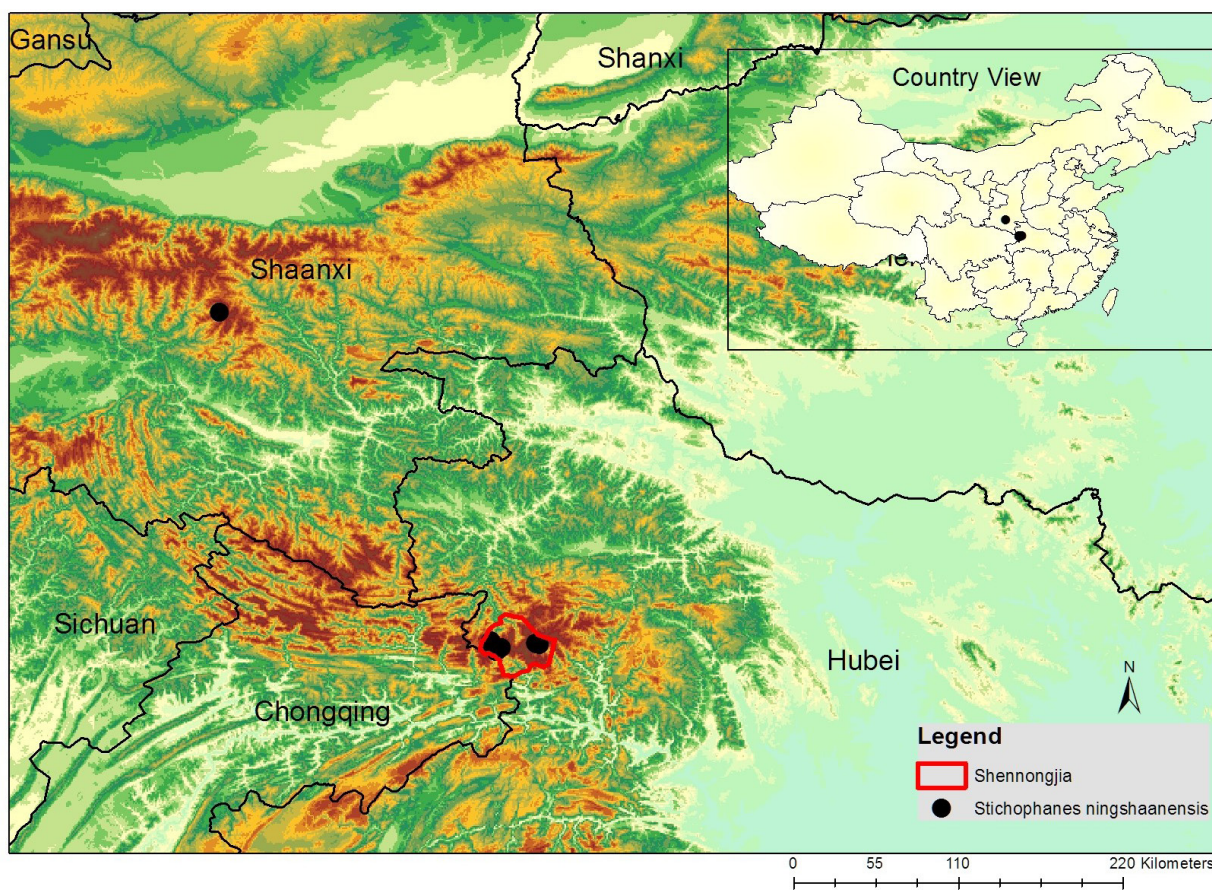 Gansu
Shanxi
Country View
Shaanxi
Sichuan
Hubei
Chongqing
N
Legend
Shennongjia
Stichophanes ningshaanensis
0 55 110 220 Kilometers